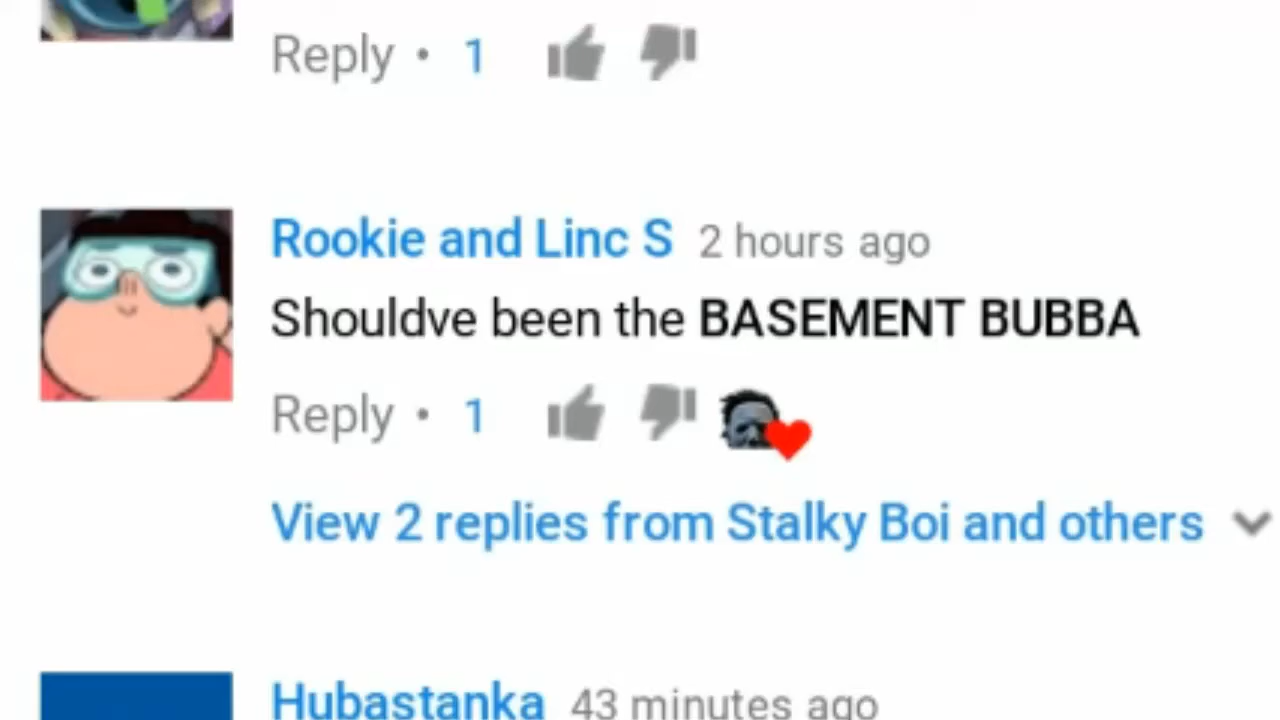 Reply • 1
Rookie and Linc S 2 hours ago
Shouldve been the BASEMENT BUBBA
Reply • 1
View 2 replies from Stalky Boi and others
Hubastanka 43 minutes ago